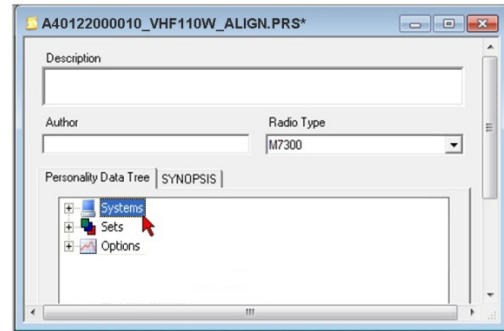 A40122000010_VHF110W_ALIGN.PRS*
Description
Author Radio Type
M7300
Personality Data Tree SYNOPSIS
Systems
Sets
Options